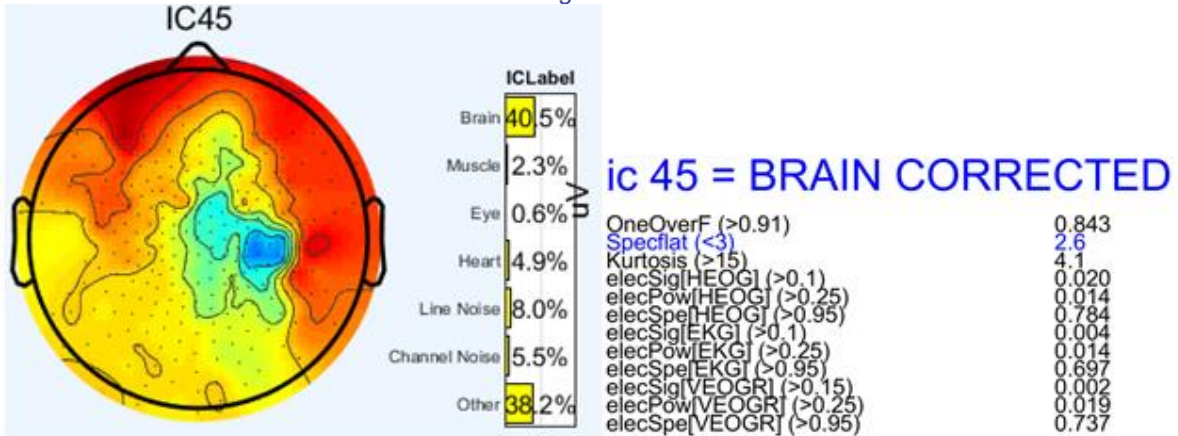 IC45
ICLabel
Brain 40.5%
Muscle 2.3%
Eye 0.6%
Heart 4.9%
Line Noise 8.0%
Channel Noise 5.5%
Other 38.2%
ic 45 = BRAIN CORRECTED
OneOverF (>0.91) 0.843
Specflat (<3) 2.6
Kurtosis (>15) 4.1
elecSig[HEOG] (>0.1) 0.020
elecPow[HEOG] (>0.25) 0.014
elecSpe[HEOG] (>0.95) 0.784
elecSig[EKG] (>0.1) 0.004
elecPow[EKG] (>0.25) 0.014
elecSpe[EKG] (>0.95) 0.697
elecSig[VEOGR] (>0.15) 0.002
elecPow[VEOGR] (>0.25) 0.019
elecSpe[VEOGR] (>0.95) 0.737